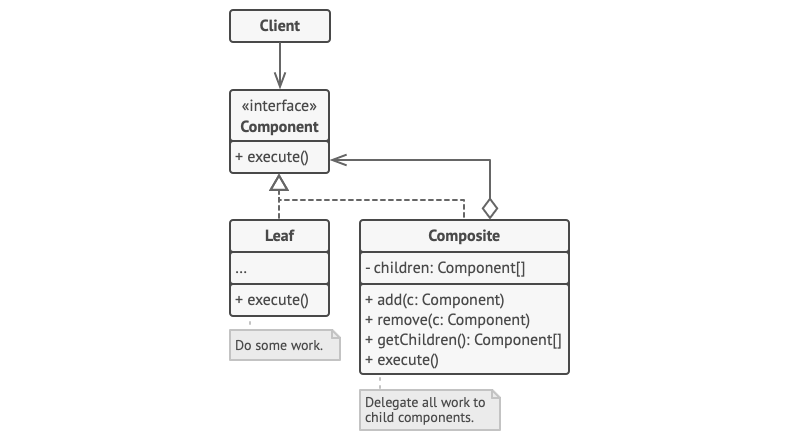 Client
«interface»
Component
+ execute()
Leaf
...
+ execute()
Do some work.
Composite
- children: Component[]
+ add(c: Component)
+ remove(c: Component)
+ getChildren(): Component[]
+ execute()
Delegate all work to
child components.